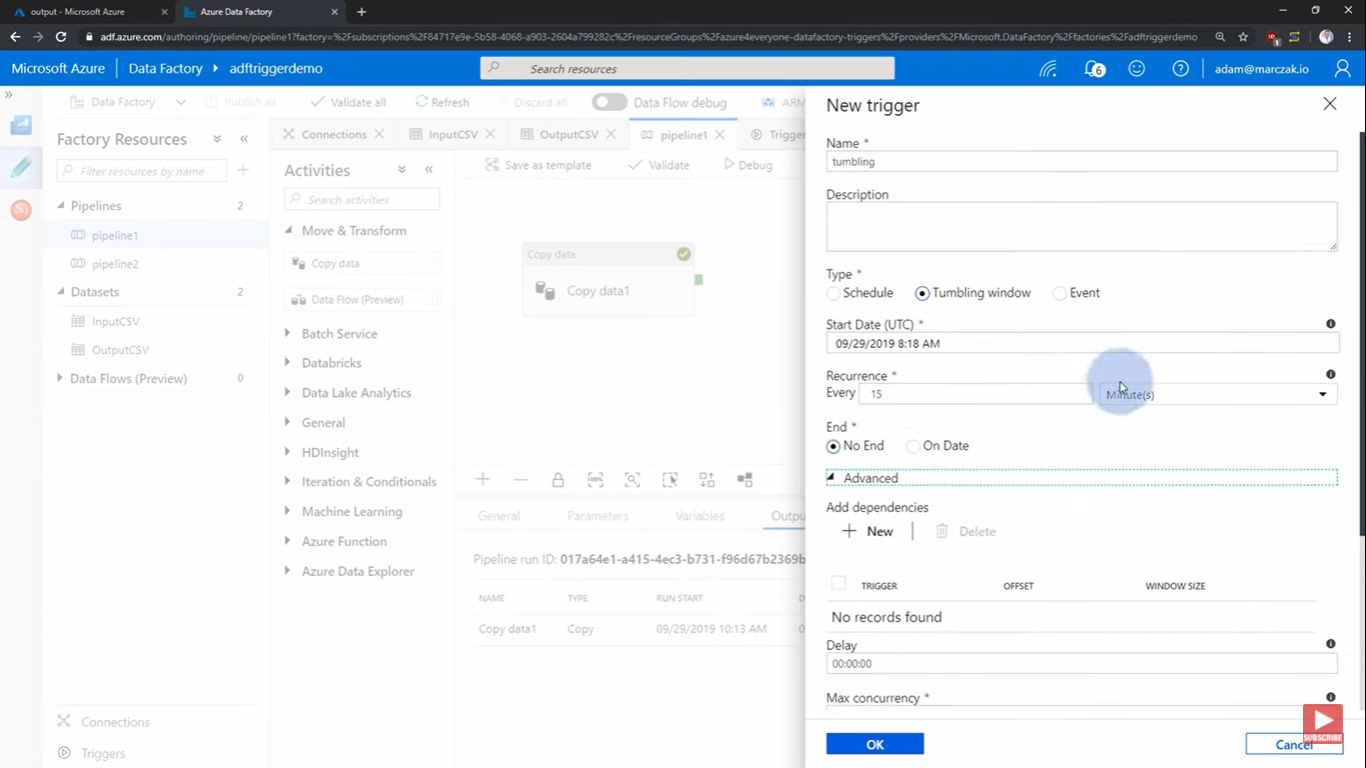 output - Microsoft Azure
Azure Data Factory
adf.azure.com/authoring/pipeline/pipeline1?factory=%2Fsubscriptions%2F84717e9e-5b58-4068-a903-2604a799282c%2FresourceGroups%2Fazure4everyone-datafactory-triggers%2Fproviders%2FMicrosoft.DataFactory%2Ffactories%2Fadftriggerdemo
Microsoft Azure
Data Factory
adftriggerdemo
Search resources
6
adam@marczak.io
Data Factory
Publish all
Validate all
Refresh
Discard all
Data Flow debug
ARM
Factory Resources
Filter resources by name
Pipelines 2
pipeline1
pipeline2
Datasets 2
InputCSV
OutputCSV
Data Flows (Preview) 0
Connections
Triggers
Connections
InputCSV
OutputCSV
pipeline1
Trigger
Activities
Search activities
Move & Transform
Copy data
Data Flow (Preview)
Batch Service
Databricks
Data Lake Analytics
General
HDInsight
Iteration & Conditionals
Machine Learning
Azure Function
Azure Data Explorer
Save as template
Validate
Debug
Copy data
Copy data1
General
Parameters
Variables
Outpu
Pipeline run ID: 017a64e1-a415-4ec3-b731-f96d67b2369b
NAME TYPE RUN START D
Copy data1 Copy 09/29/2019 10:13 AM
New trigger
Name *
tumbling
Description
Type *
Schedule
Tumbling window
Event
Start Date (UTC) *
09/29/2019 8:18 AM
Recurrence *
Every 15 Minute(s)
End *
No End
On Date
Advanced
Add dependencies
New
Delete
TRIGGER OFFSET WINDOW SIZE
No records found
Delay
00:00:00
Max concurrency *
OK
Cancel
SUBSCRIBE